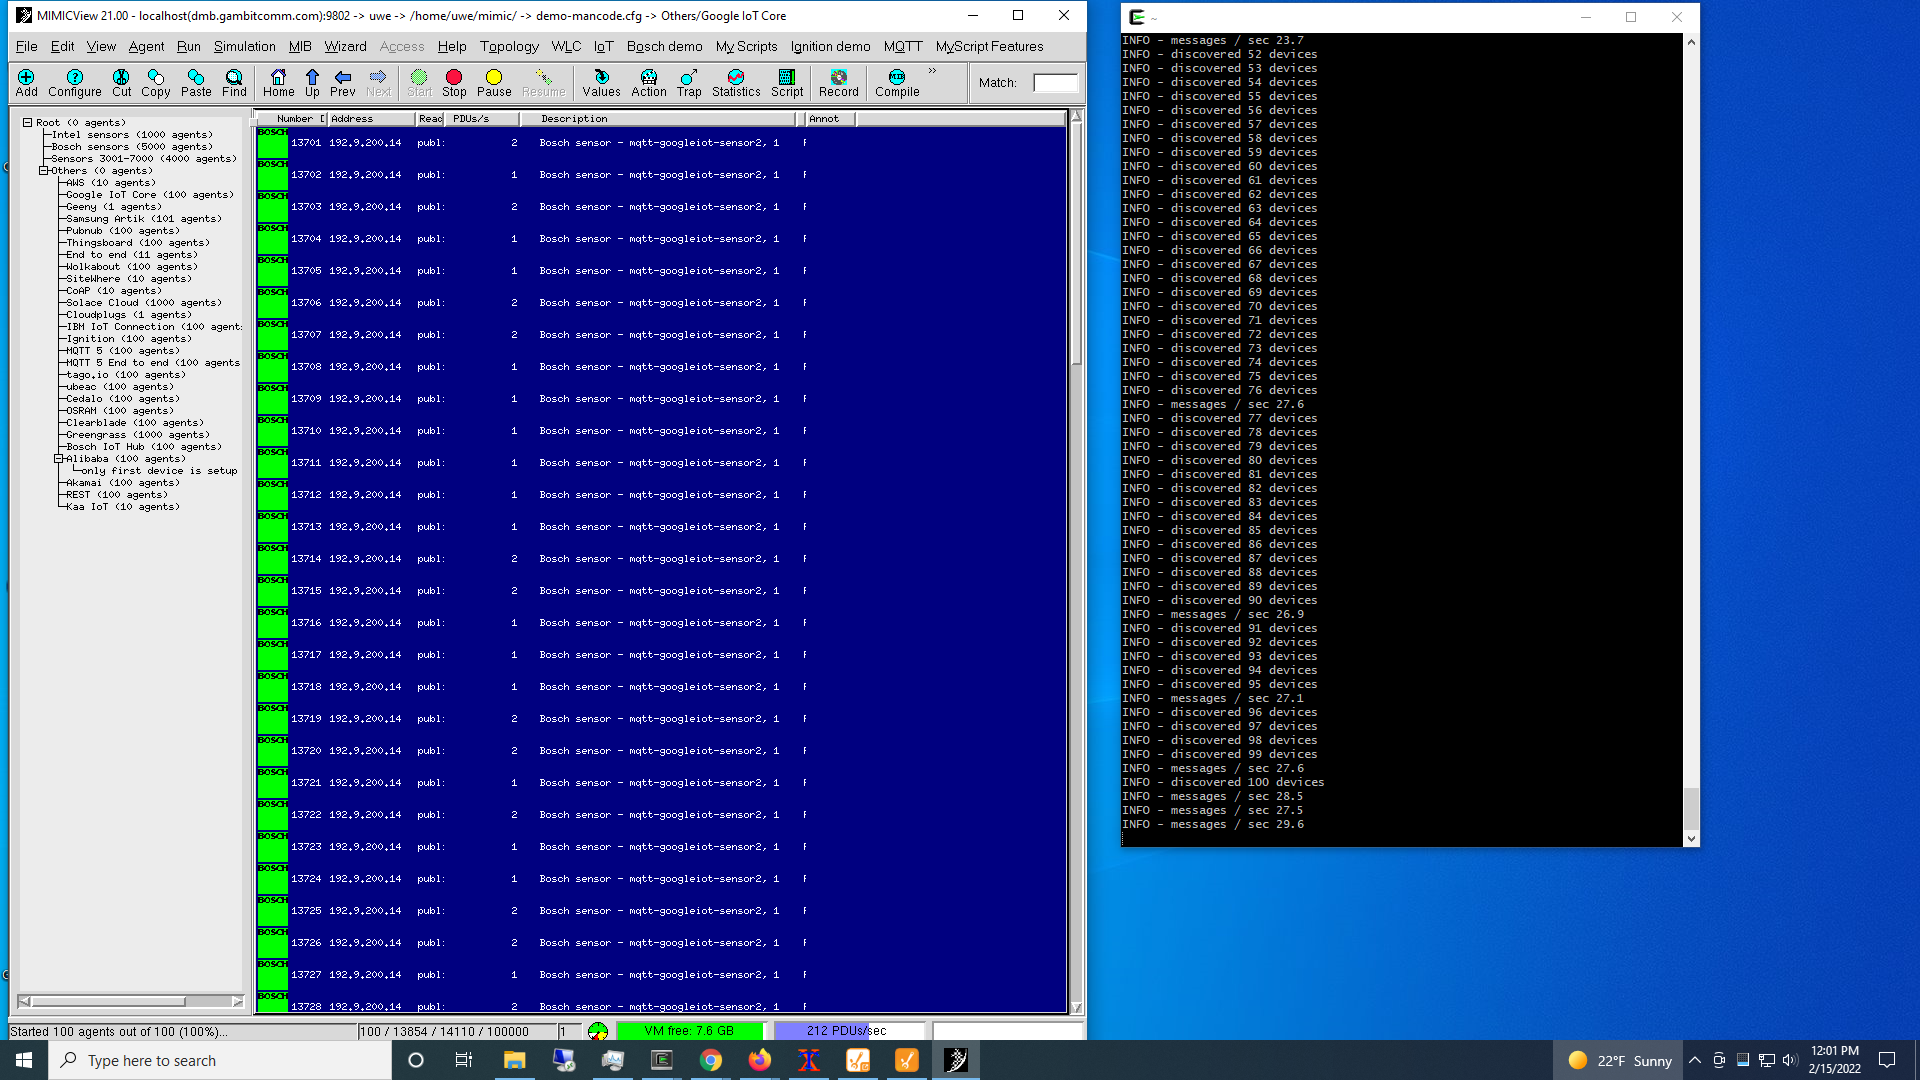 MIMICView 21.00 - localhost(dmb.gambitcomm.com):9802 -> uwe -> /home/uwe/mimic/ -> demo-mancode.cfg -> Others/Google IoT Core
File Edit View Agent Run Simulation MIB Wizard Access Help Topology WLC IoT Bosch demo My Scripts Ignition demo MQTT MyScript Features
Add Configure Cut Copy Paste Find Home Up Prev Next Start Stop Pause Resume Values Action Trap Statistics Script Record Compile » Match:
Root (0 agents)
Intel sensors (1000 agents)
Bosch sensors (5000 agents)
Sensors 3001-7000 (4000 agents)
Others (0 agents)
AWS (10 agents)
Google IoT Core (100 agents)
Geeny (1 agents)
Samsung Artik (101 agents)
Pubnub (100 agents)
Thingsboard (100 agents)
End to end (11 agents)
Wolkabout (100 agents)
SiteWhere (10 agents)
CoAP (10 agents)
Solace Cloud (1000 agents)
Cloudplugs (1 agents)
IBM IoT Connection (100 agent
Ignition (100 agents)
MQTT 5 (100 agents)
MQTT 5 End to end (100 agents
tago.io (100 agents)
ubeac (100 agents)
Cedalo (100 agents)
OSRAM (100 agents)
Clearblade (100 agents)
Greengrass (1000 agents)
Bosch IoT Hub (100 agents)
Alibaba (100 agents)
only first device is setup
Akamai (100 agents)
REST (100 agents)
Kaa IoT (10 agents)
Number [ Address Read PDUs/s Description Annot
BOSCH 13701 192.9.200.14 publ: 2 Bosch sensor - mqtt-googleiot-sensor2, 1 F
BOSCH 13702 192.9.200.14 publ: 1 Bosch sensor - mqtt-googleiot-sensor2, 1 F
BOSCH 13703 192.9.200.14 publ: 2 Bosch sensor - mqtt-googleiot-sensor2, 1 F
BOSCH 13704 192.9.200.14 publ: 1 Bosch sensor - mqtt-googleiot-sensor2, 1 F
BOSCH 13705 192.9.200.14 publ: 1 Bosch sensor - mqtt-googleiot-sensor2, 1 F
BOSCH 13706 192.9.200.14 publ: 2 Bosch sensor - mqtt-googleiot-sensor2, 1 F
BOSCH 13707 192.9.200.14 publ: 2 Bosch sensor - mqtt-googleiot-sensor2, 1 F
BOSCH 13708 192.9.200.14 publ: 1 Bosch sensor - mqtt-googleiot-sensor2, 1 F
BOSCH 13709 192.9.200.14 publ: 1 Bosch sensor - mqtt-googleiot-sensor2, 1 F
BOSCH 13710 192.9.200.14 publ: 1 Bosch sensor - mqtt-googleiot-sensor2, 1 F
BOSCH 13711 192.9.200.14 publ: 1 Bosch sensor - mqtt-googleiot-sensor2, 1 F
BOSCH 13712 192.9.200.14 publ: 1 Bosch sensor - mqtt-googleiot-sensor2, 1 F
BOSCH 13713 192.9.200.14 publ: 1 Bosch sensor - mqtt-googleiot-sensor2, 1 F
BOSCH 13714 192.9.200.14 publ: 2 Bosch sensor - mqtt-googleiot-sensor2, 1 F
BOSCH 13715 192.9.200.14 publ: 2 Bosch sensor - mqtt-googleiot-sensor2, 1 F
BOSCH 13716 192.9.200.14 publ: 1 Bosch sensor - mqtt-googleiot-sensor2, 1 F
BOSCH 13717 192.9.200.14 publ: 1 Bosch sensor - mqtt-googleiot-sensor2, 1 F
BOSCH 13718 192.9.200.14 publ: 1 Bosch sensor - mqtt-googleiot-sensor2, 1 F
BOSCH 13719 192.9.200.14 publ: 2 Bosch sensor - mqtt-googleiot-sensor2, 1 F
BOSCH 13720 192.9.200.14 publ: 2 Bosch sensor - mqtt-googleiot-sensor2, 1 F
BOSCH 13721 192.9.200.14 publ: 1 Bosch sensor - mqtt-googleiot-sensor2, 1 F
BOSCH 13722 192.9.200.14 publ: 2 Bosch sensor - mqtt-googleiot-sensor2, 1 F
BOSCH 13723 192.9.200.14 publ: 1 Bosch sensor - mqtt-googleiot-sensor2, 1 F
BOSCH 13724 192.9.200.14 publ: 1 Bosch sensor - mqtt-googleiot-sensor2, 1 F
BOSCH 13725 192.9.200.14 publ: 2 Bosch sensor - mqtt-googleiot-sensor2, 1 F
BOSCH 13726 192.9.200.14 publ: 2 Bosch sensor - mqtt-googleiot-sensor2, 1 F
BOSCH 13727 192.9.200.14 publ: 1 Bosch sensor - mqtt-googleiot-sensor2, 1 F
BOSCH 13728 192.9.200.14 publ: 2 Bosch sensor - mqtt-googleiot-sensor2, 1 F
Started 100 agents out of 100 (100%)... 100 / 13854 / 14110 / 100000 1 VM free: 7.6 GB 212 PDUs/sec
~
INFO - messages / sec 23.7
INFO - discovered 52 devices
INFO - discovered 53 devices
INFO - discovered 54 devices
INFO - discovered 55 devices
INFO - discovered 56 devices
INFO - discovered 57 devices
INFO - discovered 58 devices
INFO - discovered 59 devices
INFO - discovered 60 devices
INFO - discovered 61 devices
INFO - discovered 62 devices
INFO - discovered 63 devices
INFO - discovered 64 devices
INFO - discovered 65 devices
INFO - discovered 66 devices
INFO - discovered 67 devices
INFO - discovered 68 devices
INFO - discovered 69 devices
INFO - discovered 70 devices
INFO - discovered 71 devices
INFO - discovered 72 devices
INFO - discovered 73 devices
INFO - discovered 74 devices
INFO - discovered 75 devices
INFO - discovered 76 devices
INFO - messages / sec 27.6
INFO - discovered 77 devices
INFO - discovered 78 devices
INFO - discovered 79 devices
INFO - discovered 80 devices
INFO - discovered 81 devices
INFO - discovered 82 devices
INFO - discovered 83 devices
INFO - discovered 84 devices
INFO - discovered 85 devices
INFO - discovered 86 devices
INFO - discovered 87 devices
INFO - discovered 88 devices
INFO - discovered 89 devices
INFO - discovered 90 devices
INFO - messages / sec 26.9
INFO - discovered 91 devices
INFO - discovered 92 devices
INFO - discovered 93 devices
INFO - discovered 94 devices
INFO - discovered 95 devices
INFO - messages / sec 27.1
INFO - discovered 96 devices
INFO - discovered 97 devices
INFO - discovered 98 devices
INFO - discovered 99 devices
INFO - messages / sec 27.6
INFO - discovered 100 devices
INFO - messages / sec 28.5
INFO - messages / sec 27.5
INFO - messages / sec 29.6
Type here to search
22°F Sunny
12:01 PM
2/15/2022